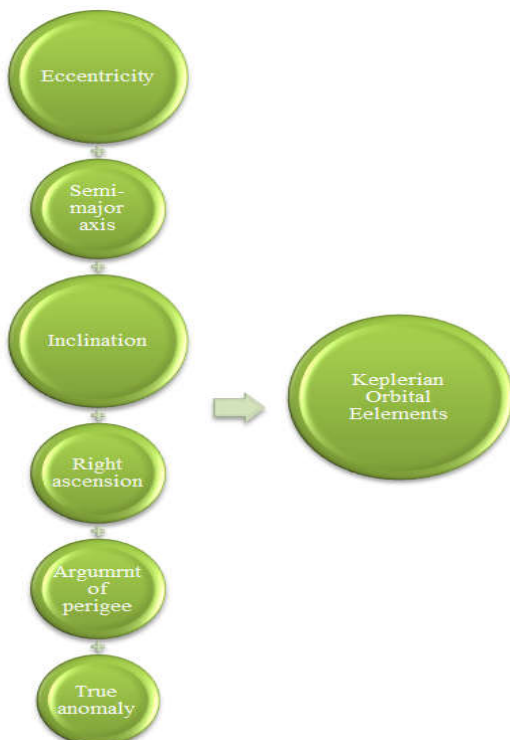 Eccentricity
Semi-
major
axis
Inclination
Right
ascension
Argumrnt
of
perigee
True
anomaly
Keplerian
Orbital
Eelements